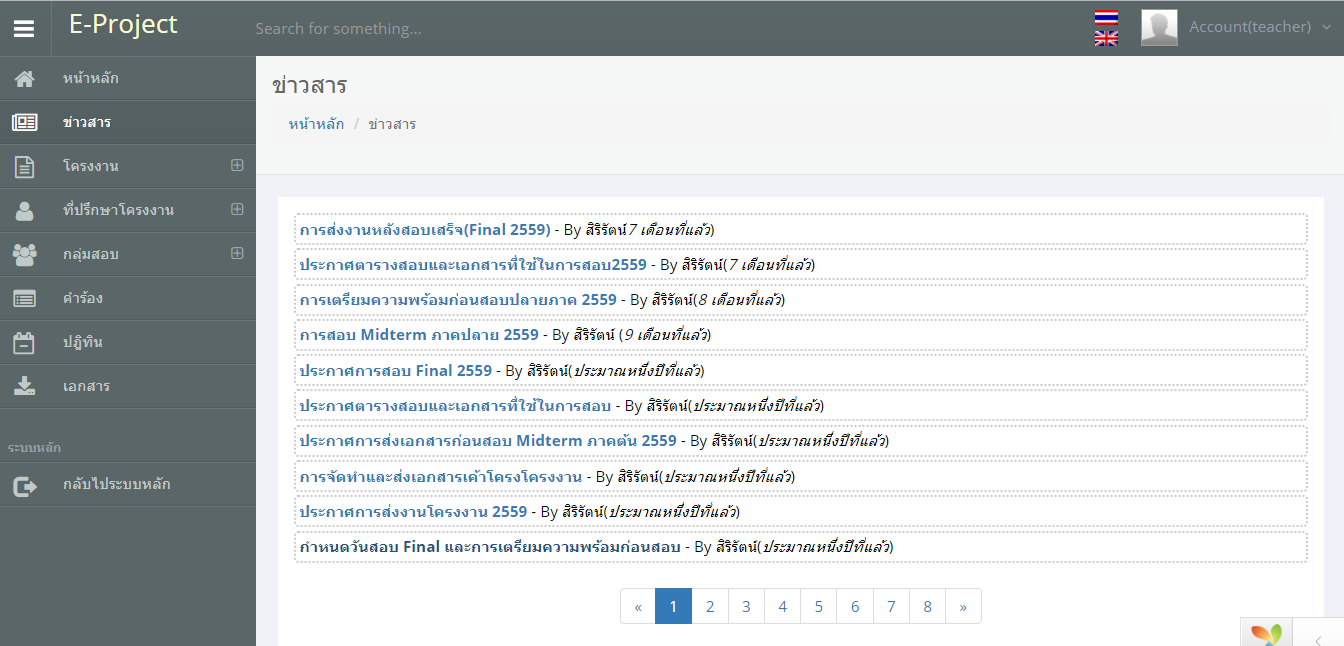 E-Project
Search for something...
Account(teacher)
หน้าหลัก
ข่าวสาร
โครงงาน
ที่ปรึกษาโครงงาน
กลุ่มสอบ
คำร้อง
ปฎิทิน
เอกสาร
ระบบหลัก
กลับไประบบหลัก
ข่าวสาร
หน้าหลัก / ข่าวสาร
การส่งงานหลังสอบเสร็จ(Final 2559) - By สิริรัตน์ 7 เดือนที่แล้ว)
ประกาศตารางสอบและเอกสารที่ใช้ในการสอบ2559 - By สิริรัตน์(7 เดือนที่แล้ว)
การเตรียมความพร้อมก่อนสอบปลายภาค 2559 - By สิริรัตน์(8 เดือนที่แล้ว)
การสอบ Midterm ภาคปลาย 2559 - By สิริรัตน์ (9 เดือนที่แล้ว)
ประกาศการสอบ Final 2559 - By สิริรัตน์(ประมาณหนึ่งปีที่แล้ว)
ประกาศตารางสอบและเอกสารที่ใช้ในการสอบ - By สิริรัตน์(ประมาณหนึ่งปีที่แล้ว)
ประกาศการส่งเอกสารก่อนสอบ Midterm ภาคต้น 2559 - By สิริรัตน์(ประมาณหนึ่งปีที่แล้ว)
การจัดทำและส่งเอกสารเค้าโครงโครงงาน - By สิริรัตน์(ประมาณหนึ่งปีที่แล้ว)
ประกาศการส่งงานโครงงาน 2559 - By สิริรัตน์(ประมาณหนึ่งปีที่แล้ว)
กำหนดวันสอบ Final และการเตรียมความพร้อมก่อนสอบ - By สิริรัตน์(ประมาณหนึ่งปีที่แล้ว)
« 1 2 3 4 5 6 7 8 »